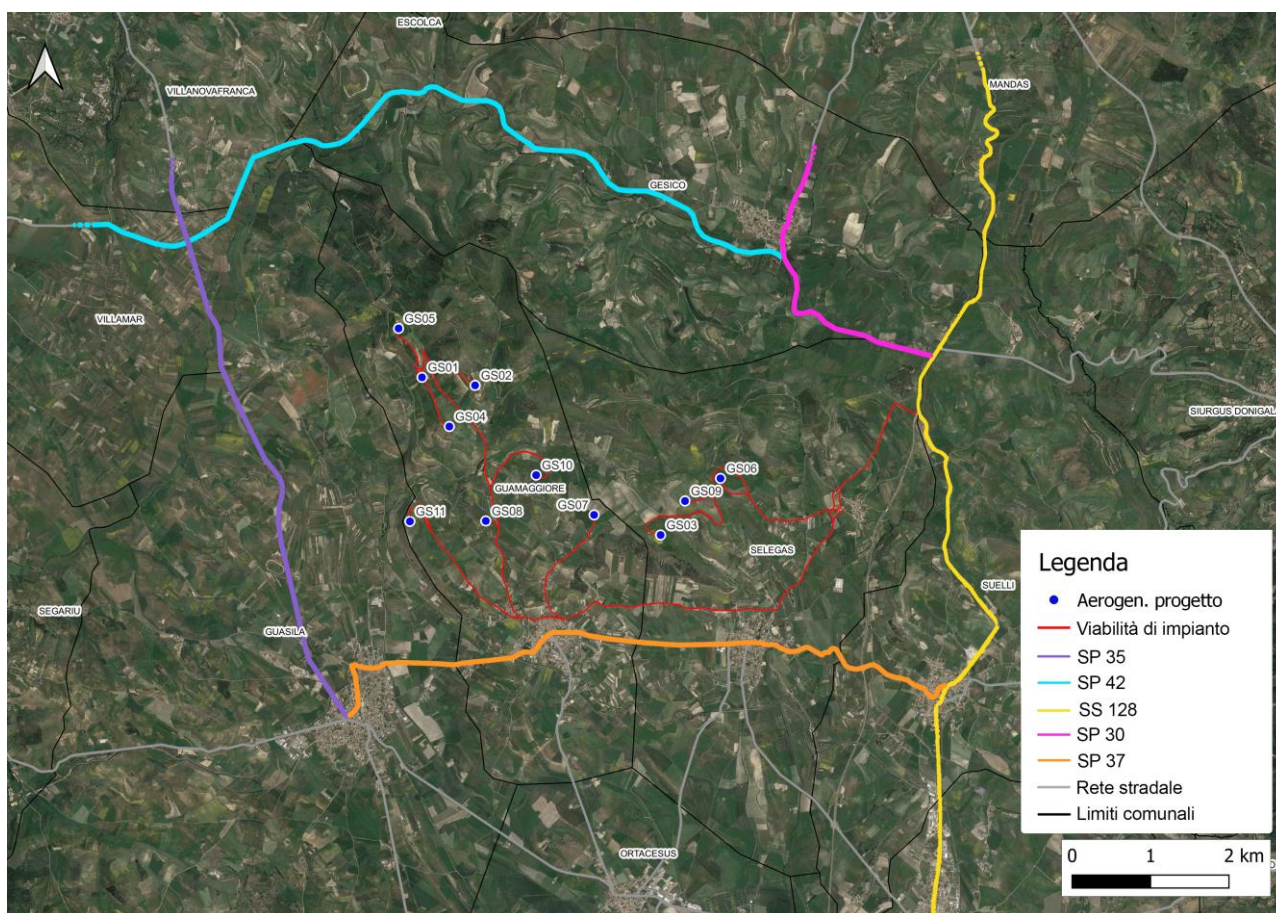 ESCOLCA
VILLANOVAFRANCA
MANDAS
GESICO
VILLAMAR
GS05
GS01
GS02
GS04
SIURGUS DONIGAL
GS10
GS06
GUAMAGGIORE
GS09
GS11
GS08
GS07
GS03
SELEGAS
SEGARIU
GUASILA
SUELLI
ORTACESUS
Legenda
Aerogen. progetto
Viabilità di impianto
SP 35
SP 42
SS 128
SP 30
SP 37
Rete stradale
Limiti comunali
0 1 2 km